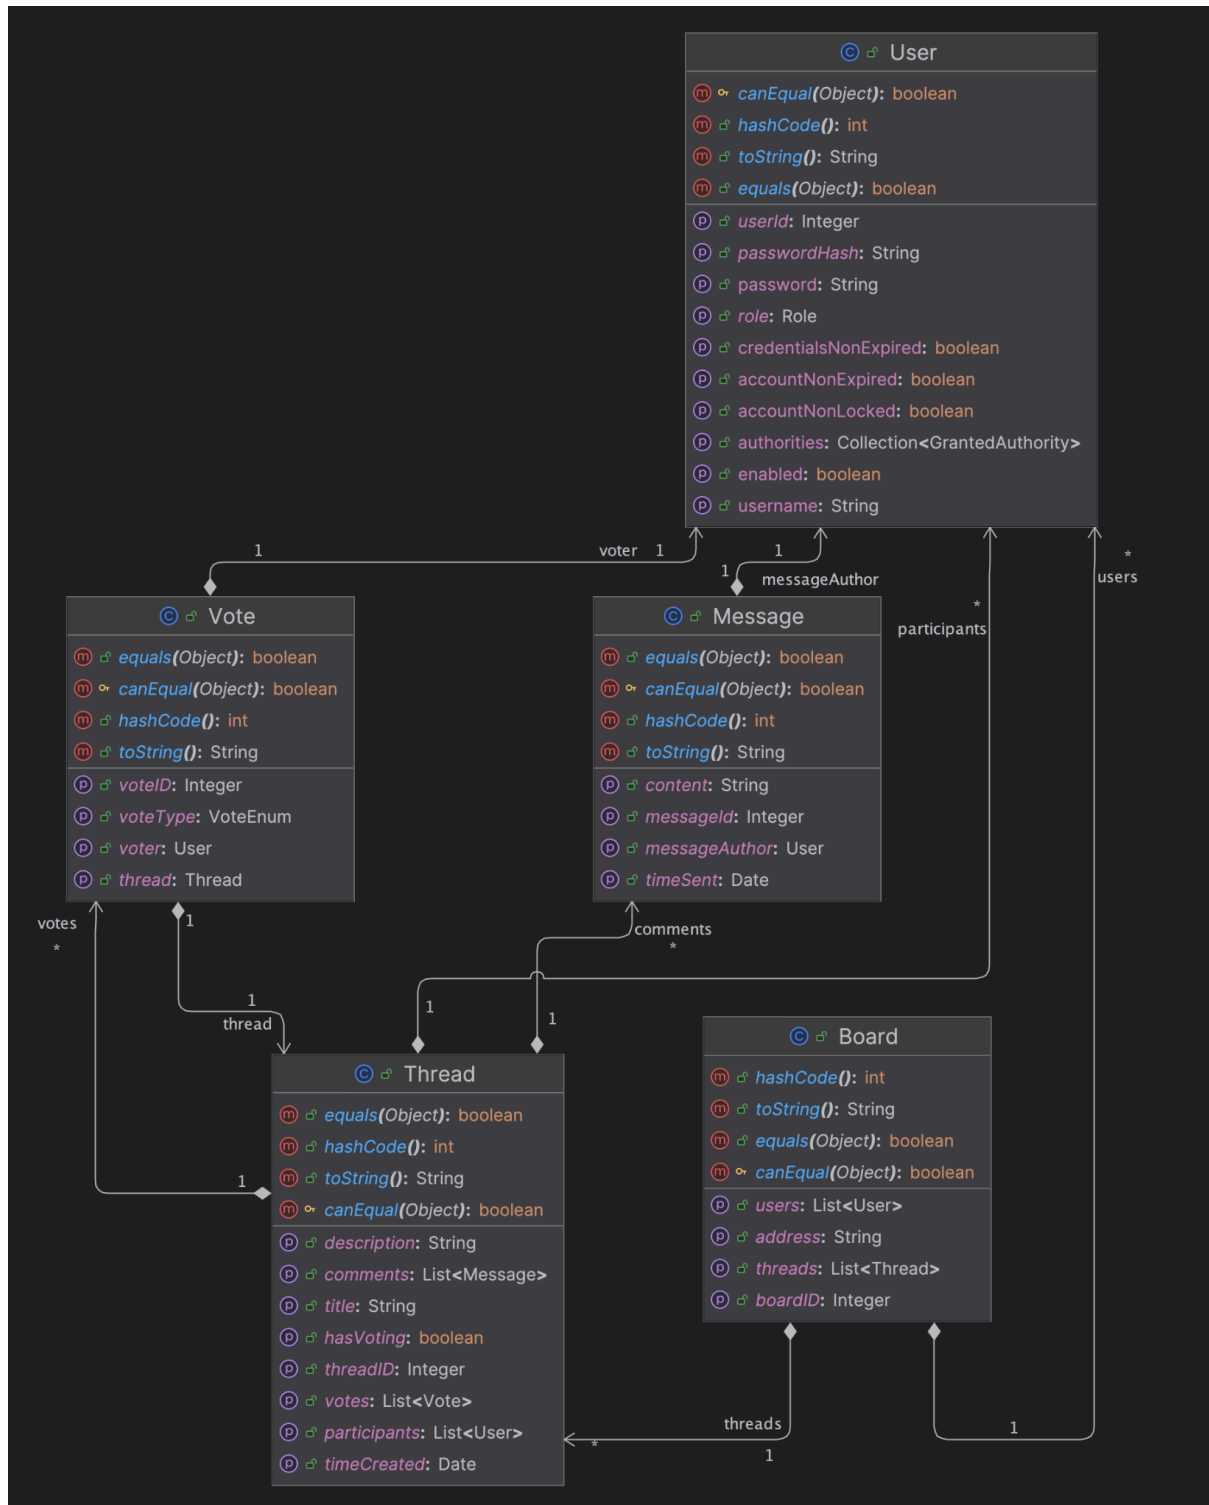 User
canEqual(Object): boolean
hashCode(): int
toString(): String
equals(Object): boolean
userId: Integer
passwordHash: String
password: String
role: Role
credentialsNonExpired: boolean
accountNonExpired: boolean
accountNonLocked: boolean
authorities: Collection<GrantedAuthority>
enabled: boolean
username: String
1
voter 1
1
1
messageAuthor
*
participants
*
users
Vote
equals(Object): boolean
canEqual(Object): boolean
hashCode(): int
toString(): String
voteID: Integer
voteType: VoteEnum
voter: User
thread: Thread
Message
equals(Object): boolean
canEqual(Object): boolean
hashCode(): int
toString(): String
content: String
messageId: Integer
messageAuthor: User
timeSent: Date
votes
*
1
comments
*
1
thread
1
1
1
Thread
equals(Object): boolean
hashCode(): int
toString(): String
canEqual(Object): boolean
description: String
comments: List<Message>
title: String
hasVoting: boolean
threadID: Integer
votes: List<Vote>
participants: List<User>
timeCreated: Date
Board
hashCode(): int
toString(): String
equals(Object): boolean
canEqual(Object): boolean
users: List<User>
address: String
threads: List<Thread>
boardID: Integer
threads
*
1
1